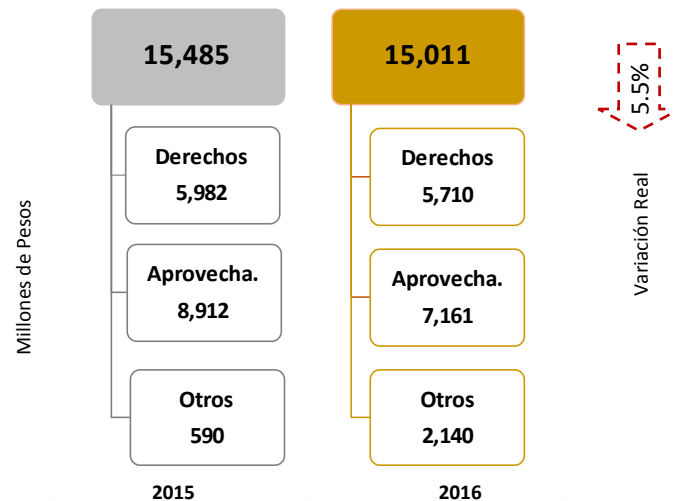 15,485
15,011
5.5%
Derechos
5,982
Derechos
5,710
Aprovecha.
8,912
Aprovecha.
7,161
Otros
590
Otros
2,140
Millones de Pesos
Variación Real
2015
2016